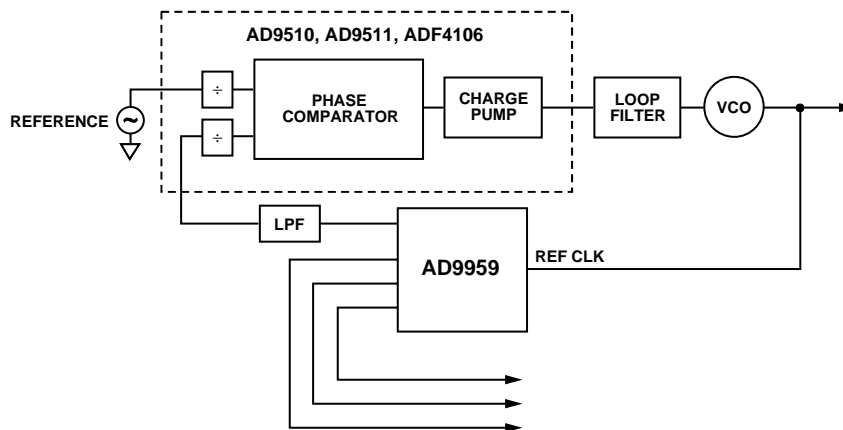 AD9510, AD9511, ADF4106
REFERENCE
~
÷
÷
PHASE
COMPARATOR
CHARGE
PUMP
LOOP
FILTER
VCO
LPF
AD9959
REF CLK